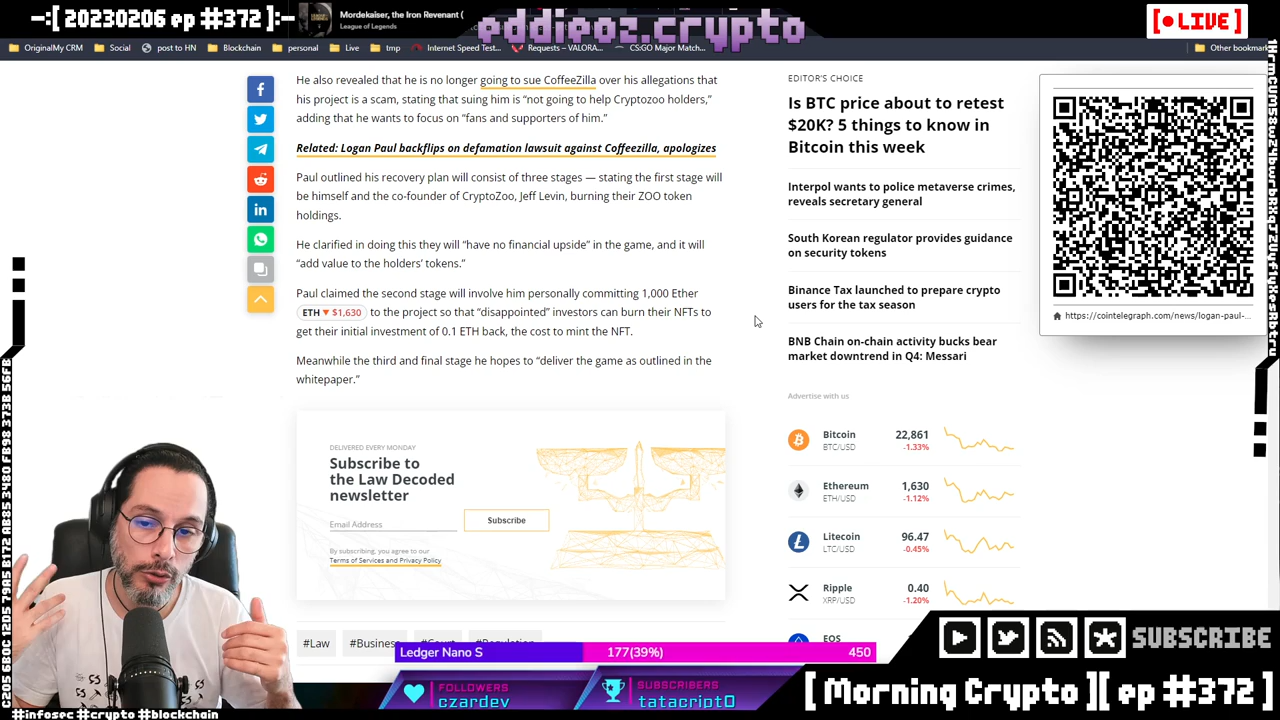 -:[ 20230206 ep #372]:-
Mordekaiser, the Iron Revenant (
League of Legends
eddieoz.crypto
[• LIVE]
OriginalMy CRM
Social
post to HN
Blockchain
personal
Live
tmp
Internet Speed Test...
Requests – VALORA...
CS:GO Major Match...
Other bookmark
He also revealed that he is no longer going to sue CoffeeZilla over his allegations that
his project is a scam, stating that suing him is “not going to help Cryptozoo holders,”
adding that he wants to focus on “fans and supporters of him.”
Related: Logan Paul backflips on defamation lawsuit against Coffeezilla, apologizes
Paul outlined his recovery plan will consist of three stages — stating the first stage will
be himself and the co-founder of CryptoZoo, Jeff Levin, burning their ZOO token
holdings.
He clarified in doing this they will “have no financial upside” in the game, and it will
“add value to the holders’ tokens.”
Paul claimed the second stage will involve him personally committing 1,000 Ether
ETH ▼ $1,630 to the project so that “disappointed” investors can burn their NFTs to
get their initial investment of 0.1 ETH back, the cost to mint the NFT.
Meanwhile the third and final stage he hopes to “deliver the game as outlined in the
whitepaper.”
DELIVERED EVERY MONDAY
Subscribe to
the Law Decoded
newsletter
Email Address
Subscribe
By subscribing, you agree to our
Terms of Services and Privacy Policy
#Law
#Business
#Court
#Regulation
EDITOR’S CHOICE
Is BTC price about to retest
$20K? 5 things to know in
Bitcoin this week
Interpol wants to police metaverse crimes,
reveals secretary general
South Korean regulator provides guidance
on security tokens
Binance Tax launched to prepare crypto
users for the tax season
BNB Chain on-chain activity bucks bear
market downtrend in Q4: Messari
Advertise with us
Bitcoin 22,861
BTC/USD -1.33%
Ethereum 1,630
ETH/USD -1.12%
Litecoin 96.47
LTC/USD -0.45%
Ripple 0.40
XRP/USD -1.20%
EOS
https://cointelegraph.com/news/logan-paul-...
Ledger Nano S
177(39%)
450
FOLLOWERS
czardev
SUBSCRIBERS
tatacript0
SUBSCRIBE
[ Morning Crypto ][ ep #372 ]
#infosec #crypto #blockchain